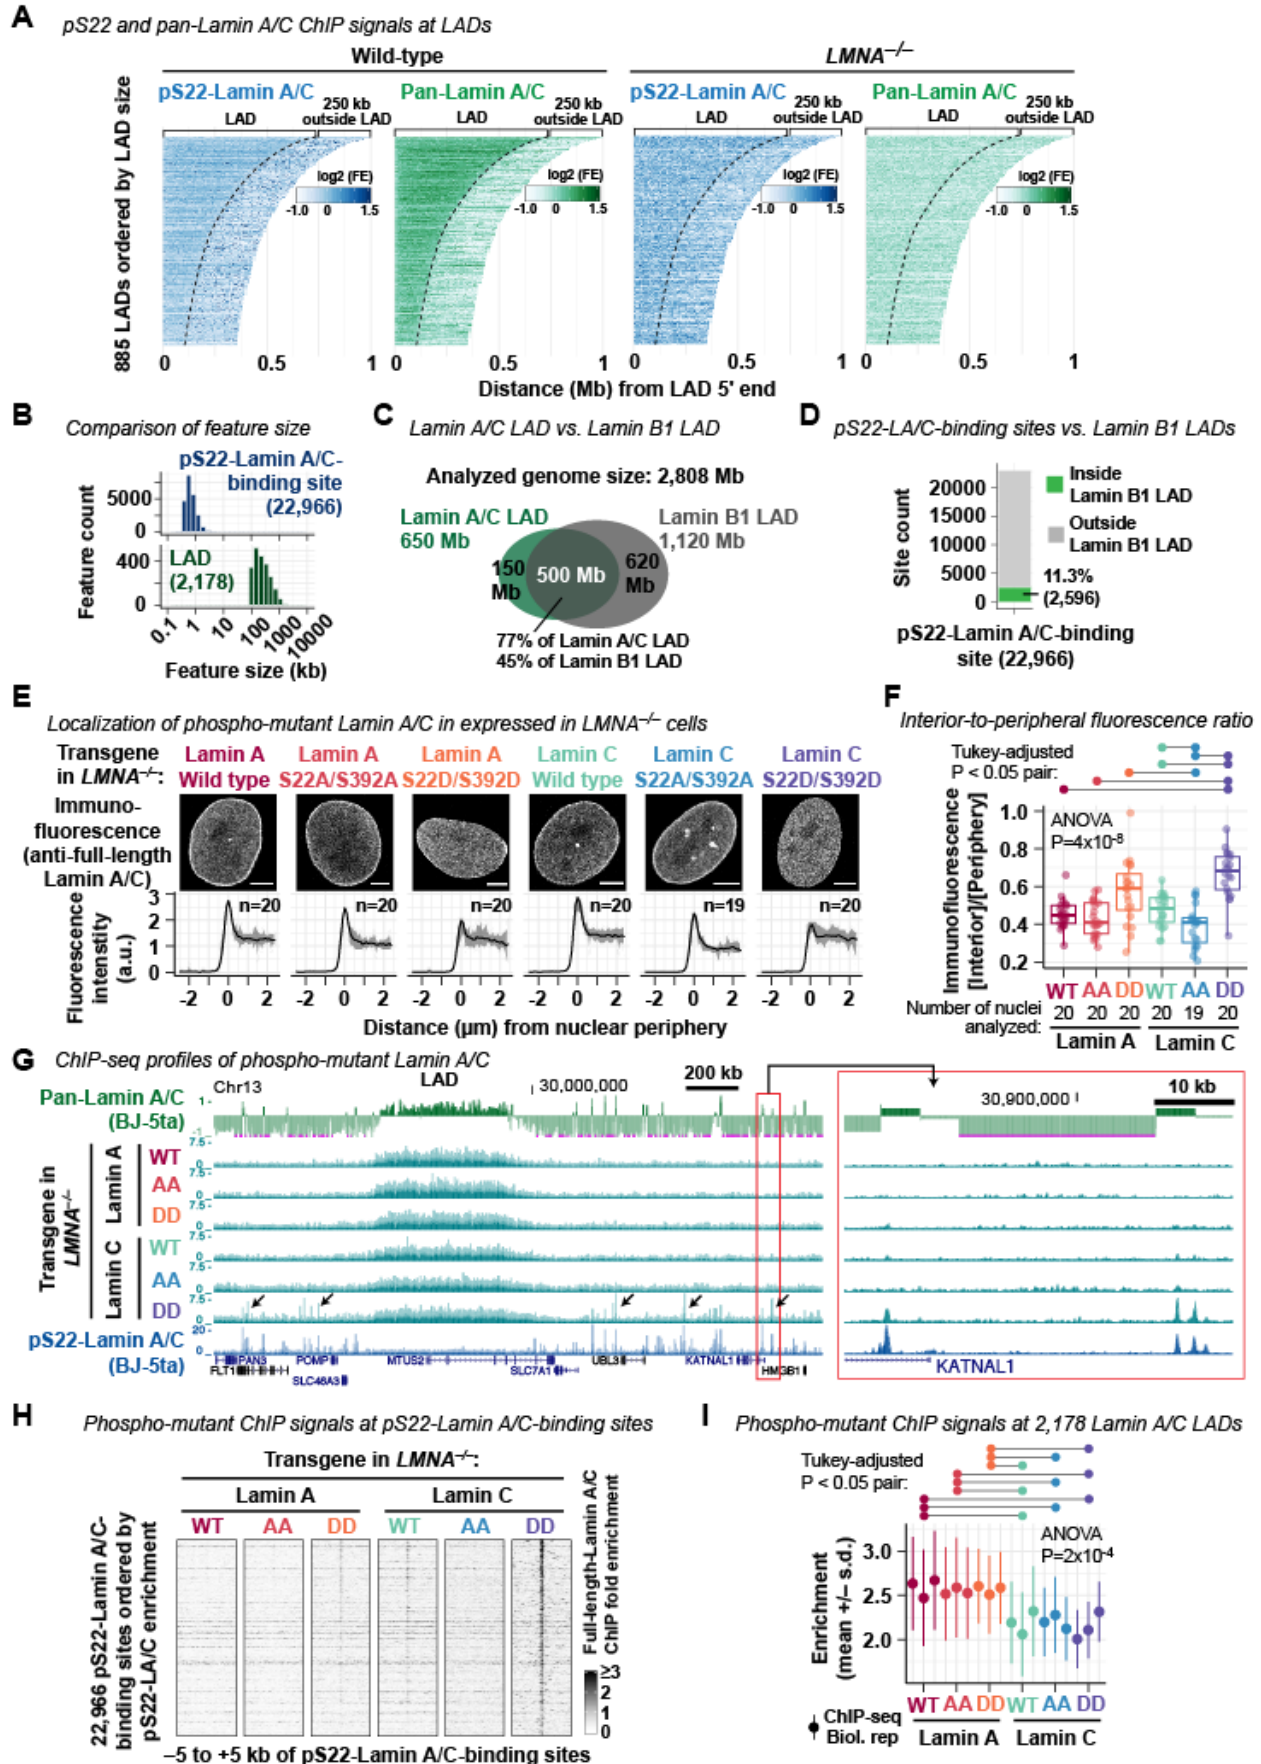 A
pS22 and pan-Lamin A/C ChIP signals at LADs
Wild-type
LMNA–/–
pS22-Lamin A/C
Pan-Lamin A/C
pS22-Lamin A/C
Pan-Lamin A/C
LAD
250 kb
outside LAD
LAD
250 kb
outside LAD
LAD
250 kb
outside LAD
LAD
250 kb
outside LAD
885 LADs ordered by LAD size
log2 (FE)
-1.0 0 1.5
log2 (FE)
-1.0 0 1.5
log2 (FE)
-1.0 0 1.5
log2 (FE)
-1.0 0 1.5
0 0.5 1
0 0.5 1
0 0.5 1
0 0.5 1
Distance (Mb) from LAD 5' end
B
Comparison of feature size
pS22-Lamin A/C-
binding site
(22,966)
5000
0
LAD
(2,178)
400
0
Feature count
0.1 1 10 100 1000 10000
Feature size (kb)
C
Lamin A/C LAD vs. Lamin B1 LAD
Analyzed genome size: 2,808 Mb
Lamin A/C LAD
650 Mb
Lamin B1 LAD
1,120 Mb
150
Mb
500 Mb
620
Mb
77% of Lamin A/C LAD
45% of Lamin B1 LAD
D
pS22-LA/C-binding sites vs. Lamin B1 LADs
Site count
20000
15000
10000
5000
0
Inside
Lamin B1 LAD
Outside
Lamin B1 LAD
11.3%
(2,596)
pS22-Lamin A/C-binding
site (22,966)
E
Localization of phospho-mutant Lamin A/C in expressed in LMNA–/– cells
Transgene
in LMNA–/–:
Lamin A
Wild type
Lamin A
S22A/S392A
Lamin A
S22D/S392D
Lamin C
Wild type
Lamin C
S22A/S392A
Lamin C
S22D/S392D
Immuno-
fluorescence
(anti-full-length
Lamin A/C)
Fluorescence
intenstity
(a.u.)
3
2
1
0
n=20
n=20
n=20
n=20
n=19
n=20
-2 0 2
-2 0 2
-2 0 2
-2 0 2
-2 0 2
-2 0 2
Distance (µm) from nuclear periphery
F
Interior-to-peripheral fluorescence ratio
Tukey-adjusted
P < 0.05 pair:
ANOVA
P=4x10-8
Immunofluorescence
[Interior]/[Periphery]
1.0
0.8
0.6
0.4
0.2
WT AA DD WT AA DD
Number of nuclei
analyzed:
20 20 20 20 19 20
Lamin A
Lamin C
G
ChIP-seq profiles of phospho-mutant Lamin A/C
Pan-Lamin A/C
(BJ-5ta)
Chr13
LAD
30,000,000
200 kb
30,900,000
10 kb
1
-1
Transgene in
LMNA–/–
Lamin A
WT
AA
DD
Lamin C
WT
AA
DD
7.5
0
7.5
0
7.5
0
7.5
0
7.5
0
7.5
0
pS22-Lamin A/C
(BJ-5ta)
20
0
PAN3
FLT1
POMP
SLC46A3
MTUS2
SLC7A1
UBL3
KATNAL1
HMGB1
KATNAL1
H
Phospho-mutant ChIP signals at pS22-Lamin A/C-binding sites
Transgene in LMNA–/–:
Lamin A
Lamin C
WT AA DD WT AA DD
22,966 pS22-Lamin A/C-
binding sites ordered by
pS22-LA/C enrichment
Full-length-Lamin A/C
ChIP fold enrichment
≥3
2
1
0
–5 to +5 kb of pS22-Lamin A/C-binding sites
I
Phospho-mutant ChIP signals at 2,178 Lamin A/C LADs
Tukey-adjusted
P < 0.05 pair:
ANOVA
P=2x10-4
Enrichment
(mean +/– s.d.)
3.0
2.5
2.0
WT AA DD WT AA DD
ChIP-seq
Biol. rep
Lamin A
Lamin C